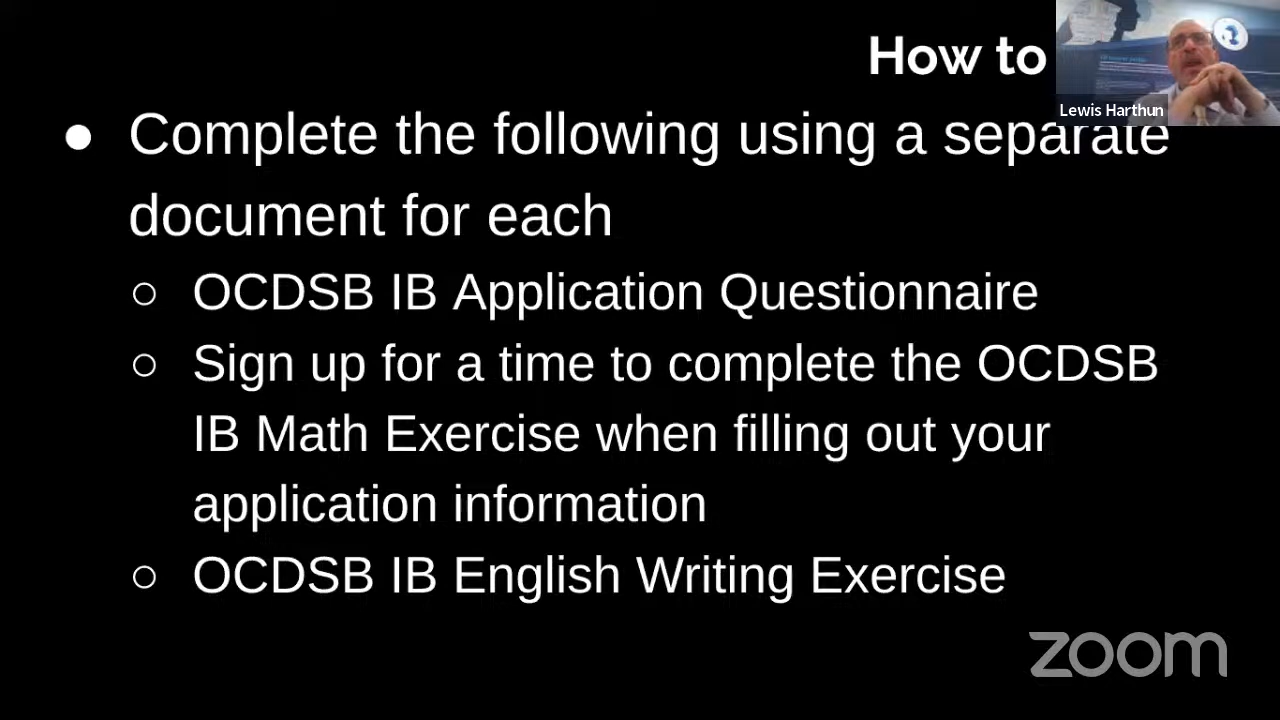 How to
Lewis Harthun
● Complete the following using a separate
document for each
○ OCDSB IB Application Questionnaire
○ Sign up for a time to complete the OCDSB
IB Math Exercise when filling out your
application information
○ OCDSB IB English Writing Exercise
zoom